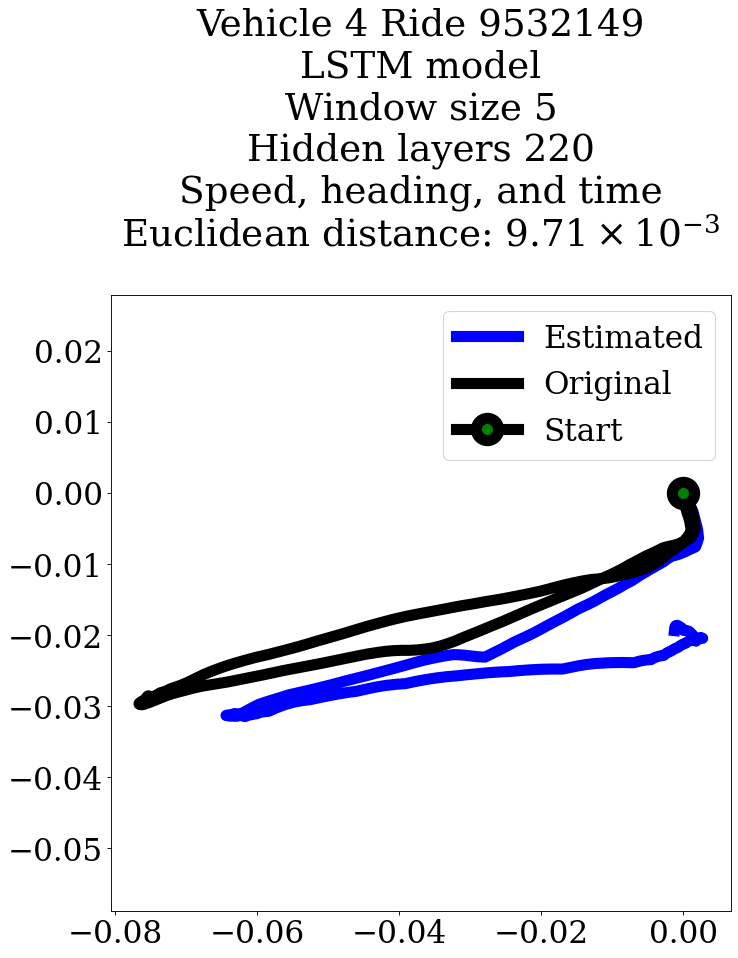 Vehicle 4 Ride 9532149
LSTM model
Window size 5
Hidden layers 220
Speed, heading, and time
Euclidean distance: 9.71 × 10⁻³
Estimated
Original
Start
0.02
0.01
0.00
−0.01
−0.02
−0.03
−0.04
−0.05
−0.08 −0.06 −0.04 −0.02 0.00